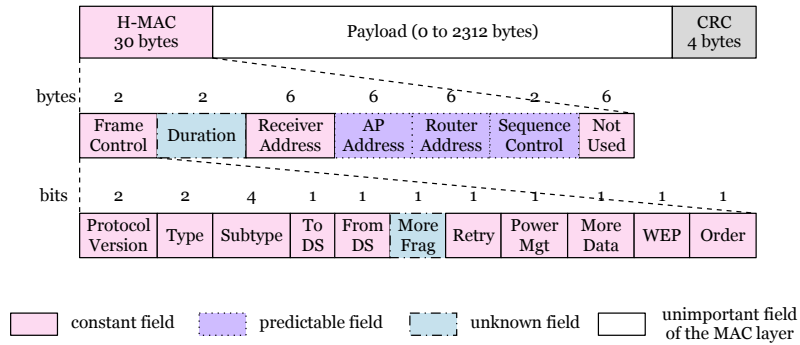 H-MAC
30 bytes
Payload (0 to 2312 bytes)
CRC
4 bytes
bytes 2 2 6 6 6 2 6
Frame Control
Duration
Receiver Address
AP Address
Router Address
Sequence Control
Not Used
bits 2 2 4 1 1 1 1 1 1 1 1
Protocol Version
Type
Subtype
To DS
From DS
More Frag
Retry
Power Mgt
More Data
WEP
Order
constant field
predictable field
unknown field
unimportant field
of the MAC layer